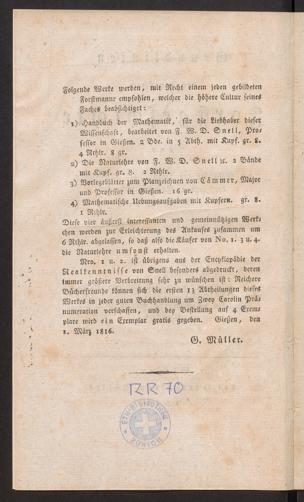 Folgende Werke werden, mit Recht einem jeden gebildeten
Forstmanne empfohlen, welcher die höhere Cultur seines
Faches beabsichtigt:
1) Handbuch der Mathematik, für die Liebhaber dieser
Wissenschaft, bearbeitet von F. W. D. Snell, Pro-
fessor in Giesen. 2 Bde. in 5 Abth. mit Kupf. gr. 8.
4 Rthlr. 8 gr.
2) Die Naturlehre von F. W. D. Snell ꝛc. 2 Bände
mit Kupf. gr. 8. 2 Rthlr.
3) Vorlegeblätter zum Planzeichnen von Cämmer, Major
und Professor in Giesen. 16 gr.
4) Mathematische Uebungsaufgaben mit Kupfern. gr. 8.
1 Rthlr.
Diese vier äußerst interessanten und gemeinnützigen Werk-
chen werden zur Erleichterung des Ankaufes zusammen um
6 Rthlr. abgelassen, so daß also die Käufer von No. 1. 3 u. 4.
die Naturlehre umsonst erhalten.
Nro. 1 u. 2. ist übrigens aus der Encyklopädie der
Realkenntnisse von Snell besonders abgedruckt, deren
immer größere Verbreitung sehr zu wünschen ist: Reichere
Bücherfreunde können sich die ersten 13 Abtheilungen dieses
Werkes in jeder guten Buchhandlung um Zwey Carolin Prä-
numeration verschaffen, und bey Bestellung auf 4 Exem-
plare wird ein Exemplar gratis gegeben. Gießen, den
1. März 1816.
G. Müller.
RR 70
ZÜRICH